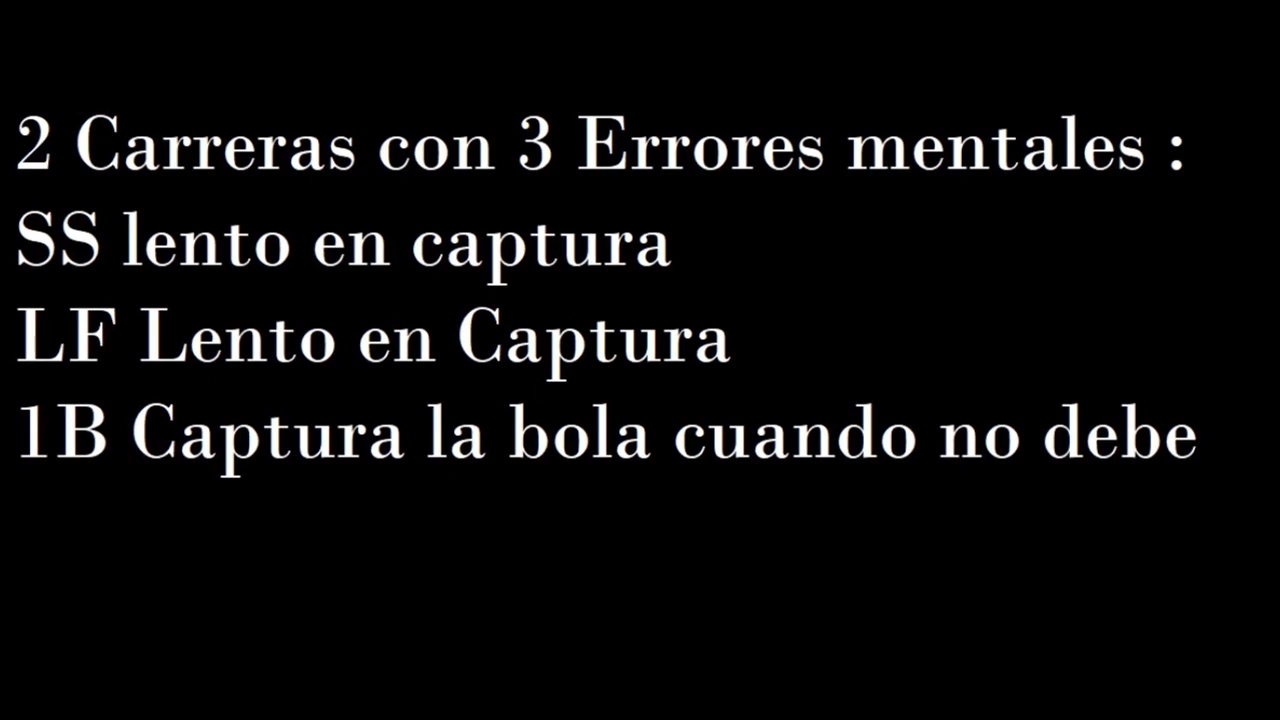 2 Carreras con 3 Errores mentales :
SS lento en captura
LF Lento en Captura
1B Captura la bola cuando no debe